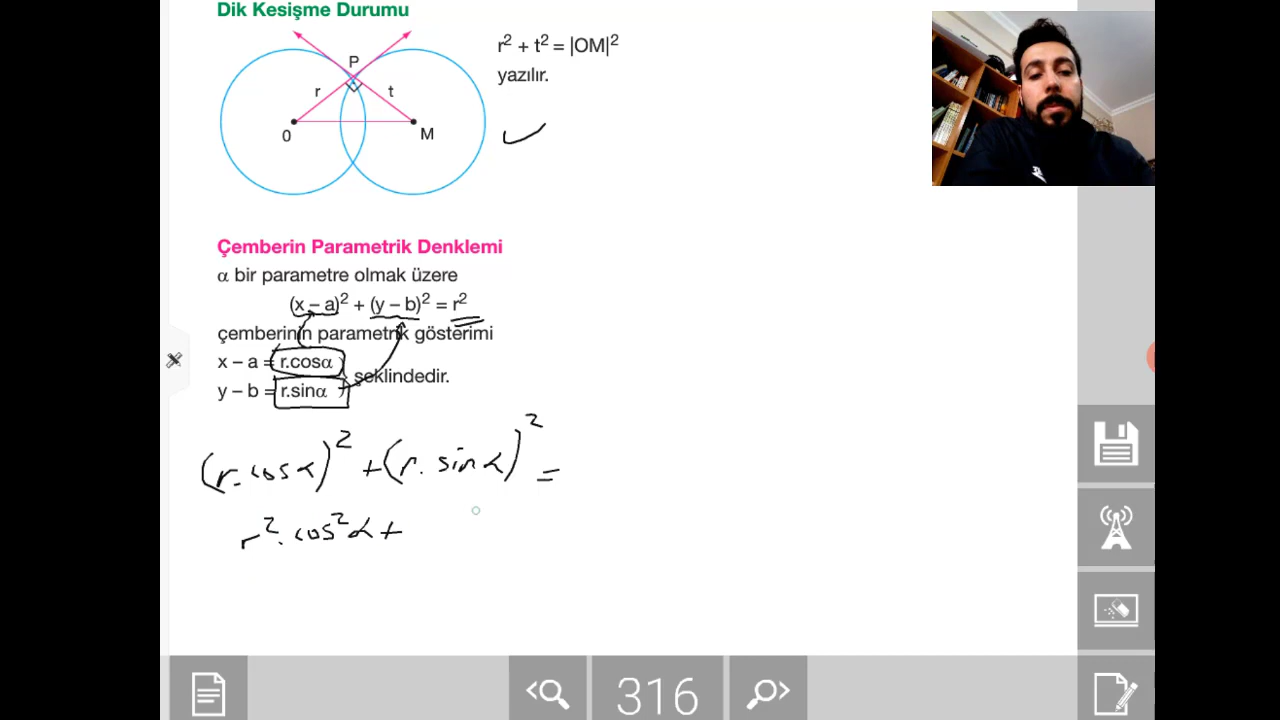 Dik Kesişme Durumu
r² + t² = |OM|²
yazılır.
P
r
t
0
M
Çemberin Parametrik Denklemi
α bir parametre olmak üzere
(x – a)² + (y – b)² = r²
çemberinin parametrik gösterimi
x – a = r.cosα
y – b = r.sinα
şeklindedir.
(r.cosα)² + (r.sinα)² =
r².cos²α +
316